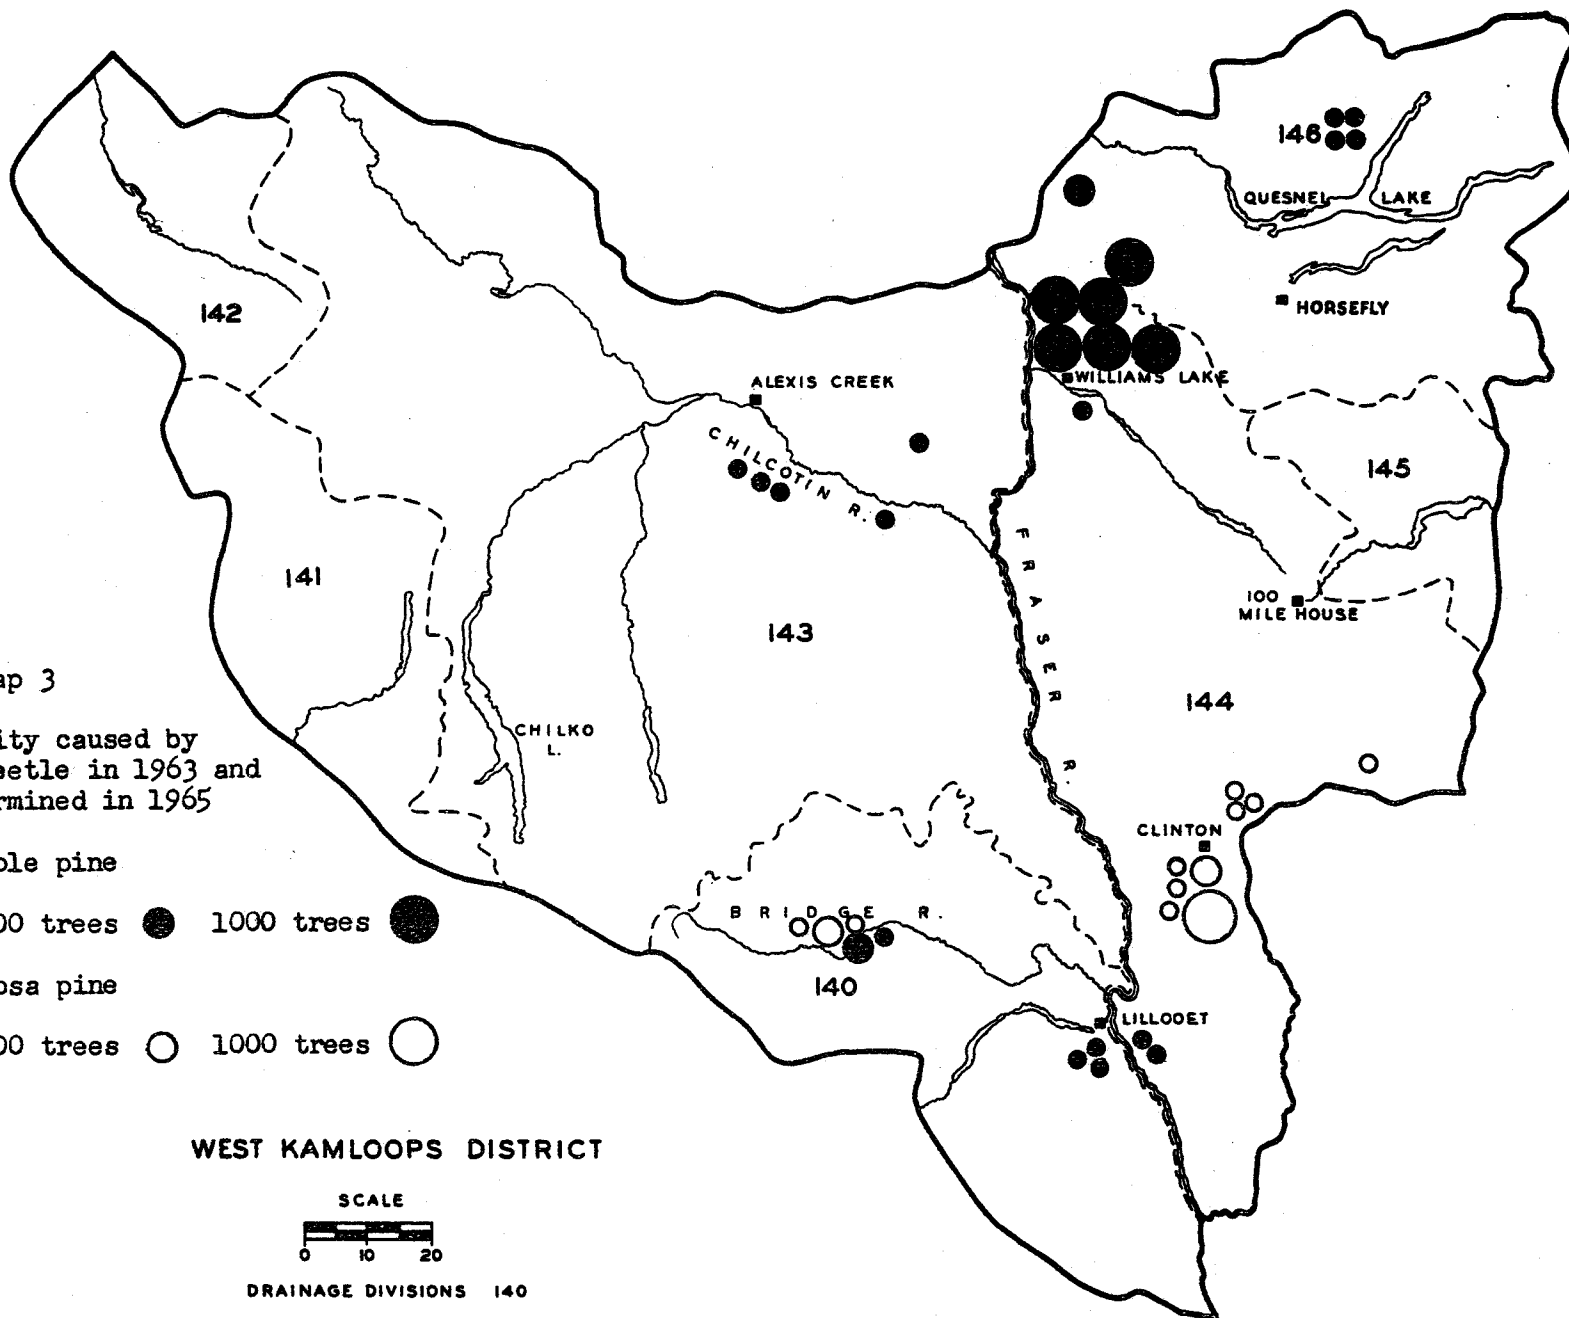 146
QUESNEL LAKE
HORSEFLY
142
WILLIAMS LAKE
ALEXIS CREEK
CHILCOTIN R.
145
FRASER R.
141
100
MILE HOUSE
143
ap 3
144
ity caused by
eetle in 1963 and
rmined in 1965
CHILKO
L.
CLINTON
ole pine
00 trees 1000 trees
BRIDGE R.
140
osa pine
LILLOOET
00 trees 1000 trees
WEST KAMLOOPS DISTRICT
SCALE
0 10 20
DRAINAGE DIVISIONS 140